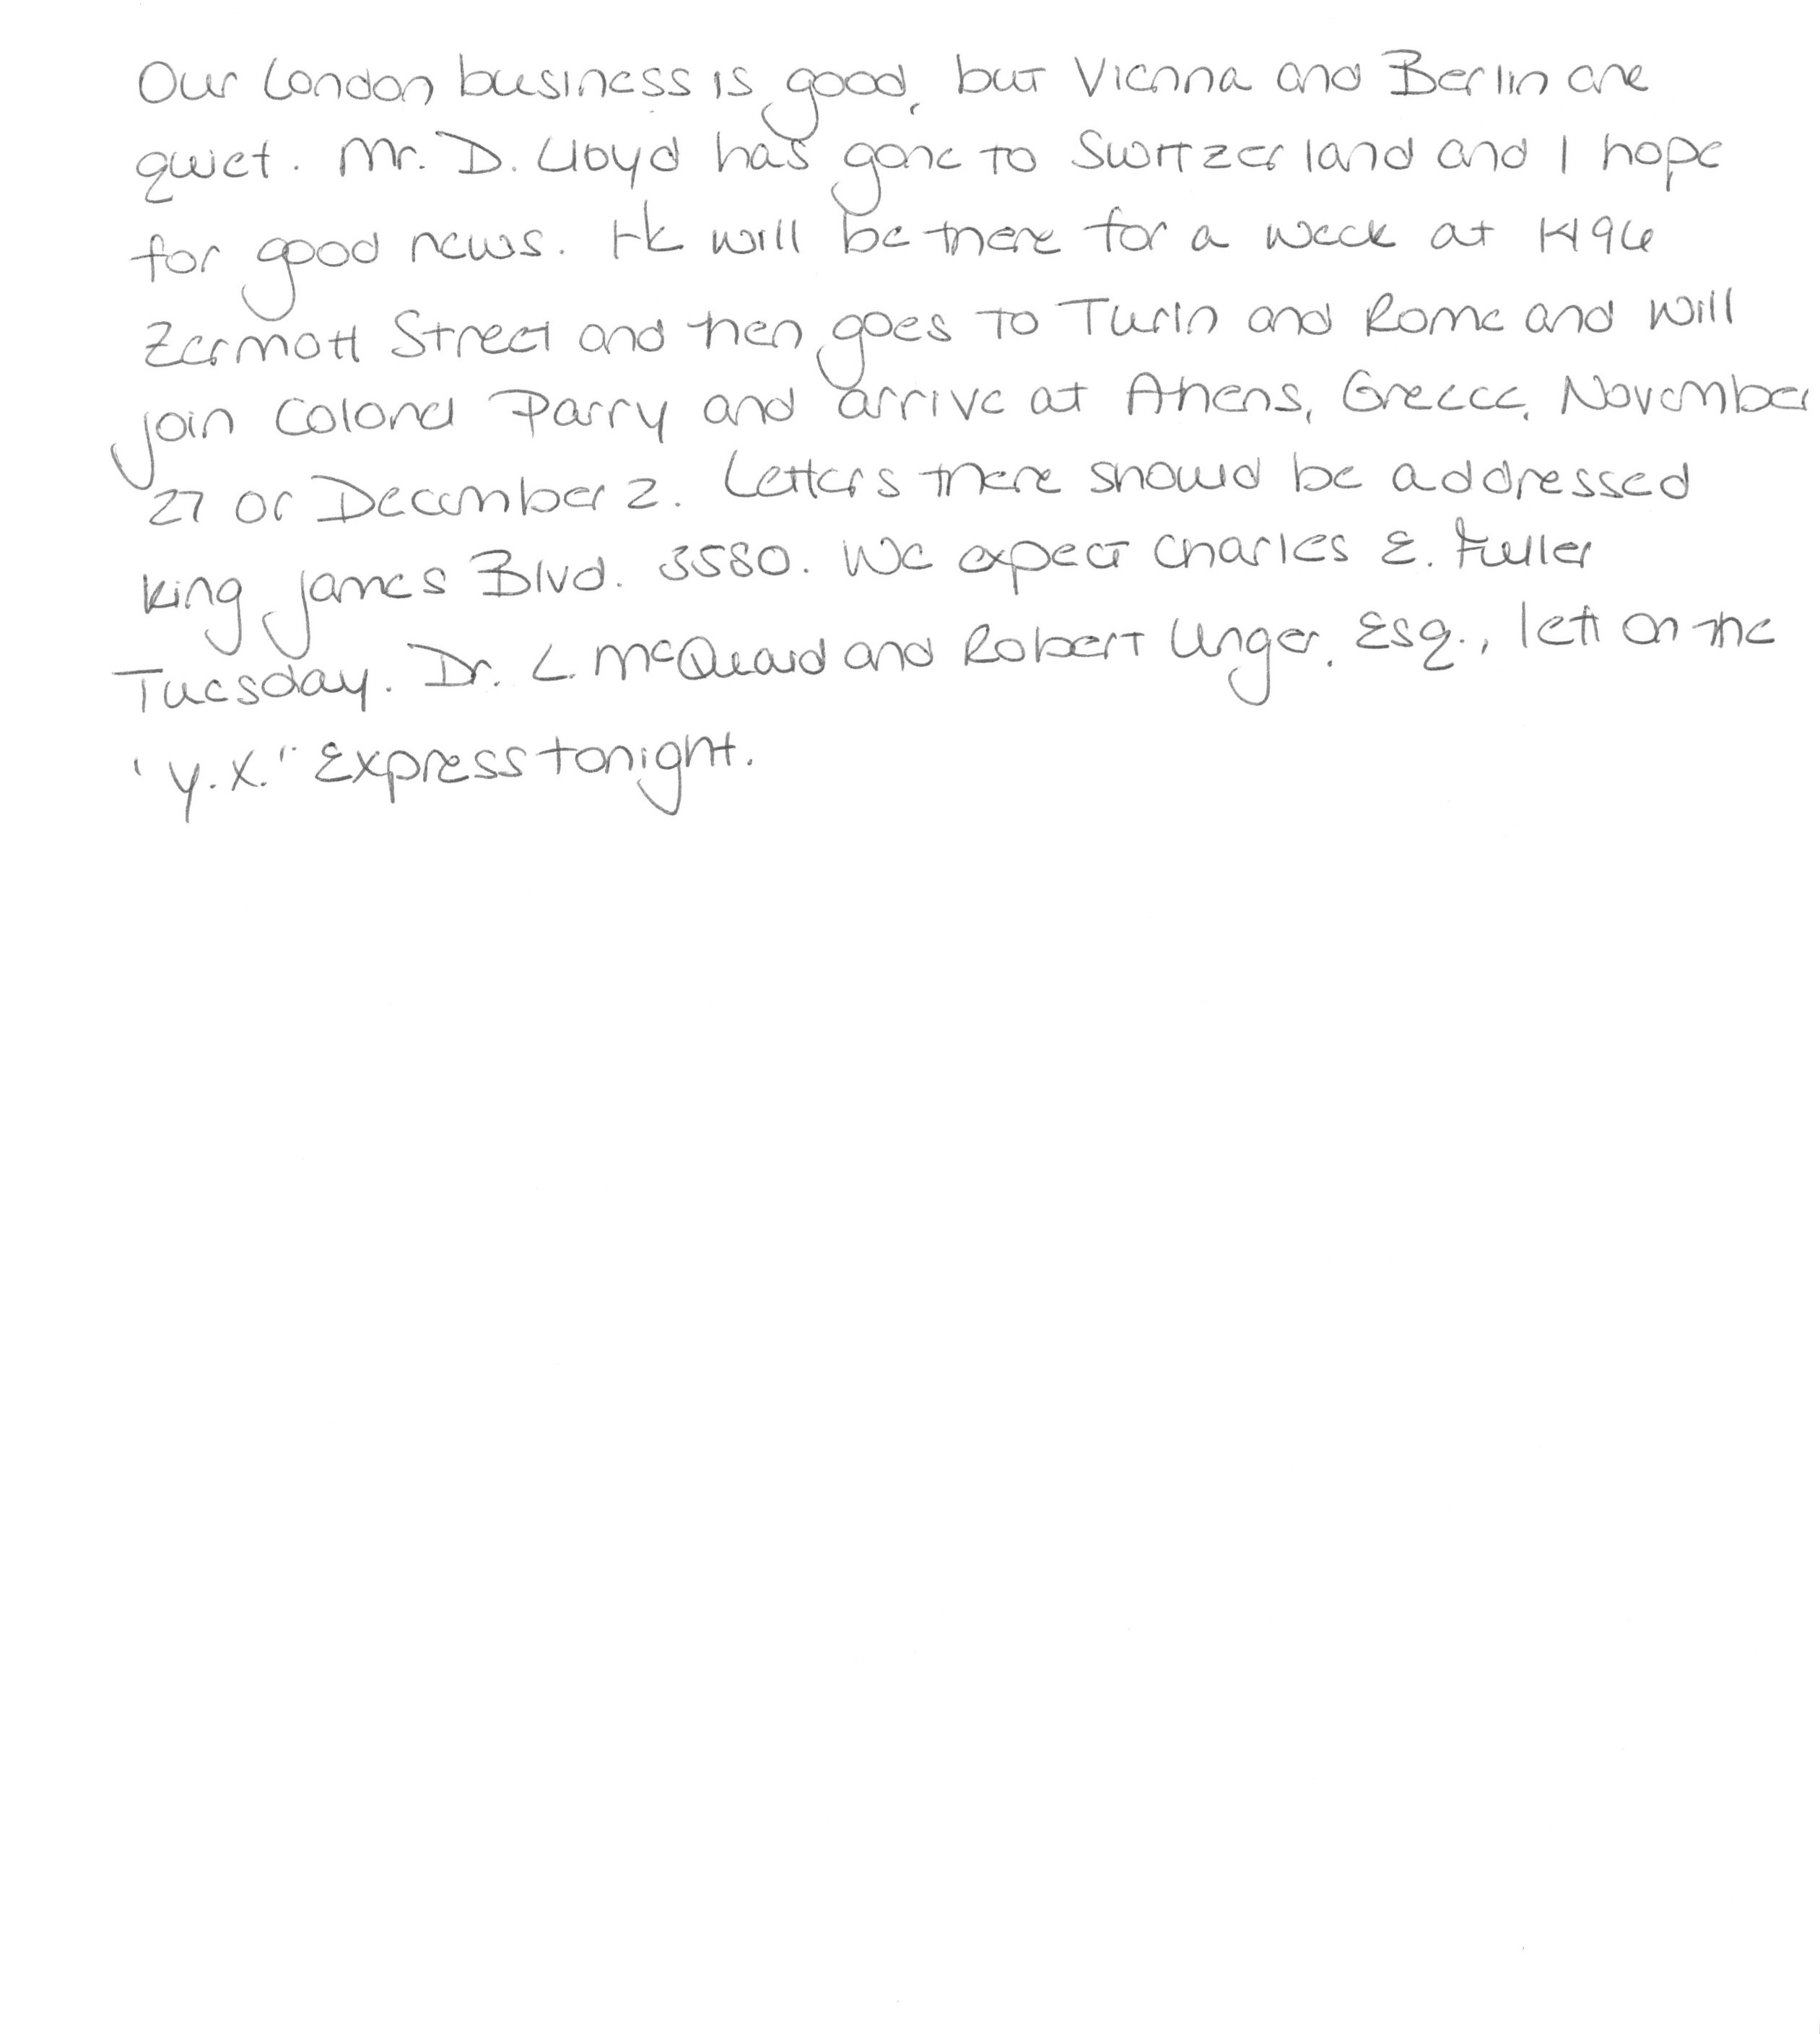 Our London business is good, but Vienna and Berlin are
quiet. Mr. D. Lloyd has gone to Switzerland and I hope
for good news. He will be there for a week at 1496
Zermott Street and then goes to Turin and Rome and will
join Colonel Parry and arrive at Athens, Greece, November
27 or December 2. Letters there should be addressed
King James Blvd. 3580. We expect Charles E. Fuller
Tuesday. Dr. L. McQuaid and Robert Unger, Esq., left on the
"Y.X." Express tonight.